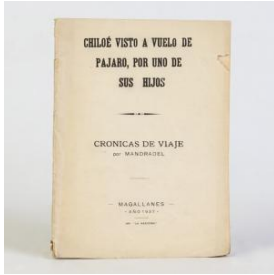 CHILOÉ VISTO A VUELO DE
PAJARO, POR UNO DE
SUS HIJOS
CRONICAS DE VIAJE
por MANDRADEL
— MAGALLANES —